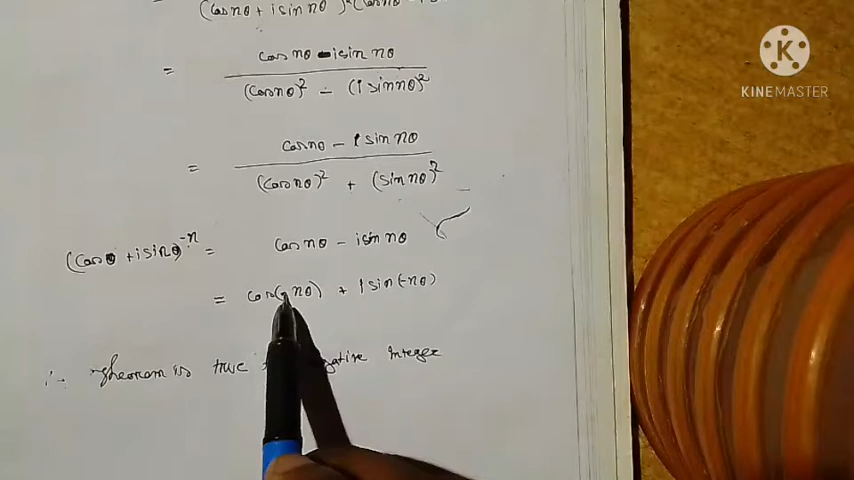 (cos nθ + i sin nθ) (cos nθ
= cos nθ - i sin nθ
(cos nθ)² - (i sin nθ)²
= cos nθ - i sin nθ
(cos nθ)² + (sin nθ)²
(cos θ + i sin θ)⁻ⁿ = cos nθ - i sin nθ
= cos(-nθ) + i sin(-nθ)
∴ Theorem is true integer
K
KINEMASTER